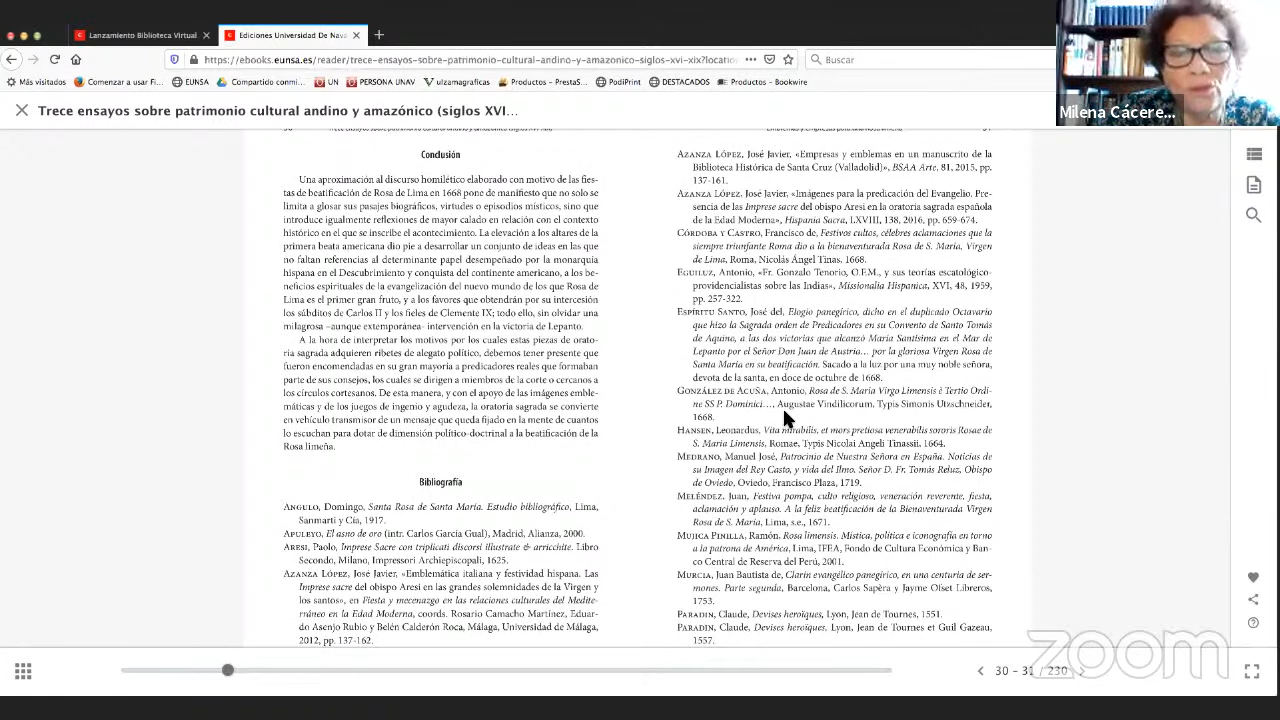 Lanzamiento Biblioteca Virtual
Ediciones Universidad De Nava
https://ebooks.eunsa.es/reader/trece-ensayos-sobre-patrimonio-cultural-andino-y-amazonico-siglos-xvi-xix?locatio
Buscar
Más visitados
Comenzar a usar Fi...
EUNSA
Compartido conmi...
UN
PERSONA UNAV
vulzamagraficas
Productos – PrestaS...
PodiPrint
DESTACADOS
Productos – Bookwire
Milena Cácere...
Trece ensayos sobre patrimonio cultural andino y amazónico (siglos XVI...
Conclusión
Una aproximación al discurso homilético elaborado con motivo de las fies-
tas de beatificación de Rosa de Lima en 1668 pone de manifiesto que no solo se
limita a glosar sus pasajes biográficos, virtudes o episodios místicos, sino que
introduce igualmente reflexiones de mayor calado en relación con el contexto
histórico en el que se inscribe el acontecimiento. La elevación a los altares de la
primera beata americana dio pie a desarrollar un conjunto de ideas en las que
no faltan referencias al determinante papel desempeñado por la monarquía
hispana en el Descubrimiento y conquista del continente americano, a los be-
neficios espirituales de la evangelización del nuevo mundo de los que Rosa de
Lima es el primer gran fruto, y a los favores que obtendrán por su intercesión
los súbditos de Carlos II y los fieles de Clemente IX; todo ello, sin olvidar una
milagrosa –aunque extemporánea- intervención en la victoria de Lepanto.
A la hora de interpretar los motivos por los cuales estas piezas de orato-
ria sagrada adquieren ribetes de alegato político, debemos tener presente que
fueron encomendadas en su gran mayoría a predicadores reales que formaban
parte de sus consejos, los cuales se dirigen a miembros de la corte o cercanos a
los círculos cortesanos. De esta manera, y con el apoyo de las imágenes emble-
máticas y de los juegos de ingenio y agudeza, la oratoria sagrada se convierte
en vehículo transmisor de un mensaje que queda fijado en la mente de cuantos
lo escuchan para dotar de dimensión político-doctrinal a la beatificación de la
Rosa limeña.
Bibliografía
Angulo, Domingo, Santa Rosa de Santa María. Estudio bibliográfico, Lima,
Sanmarti y Cía, 1917.
Apuleyo, El asno de oro (intr. Carlos García Gual), Madrid, Alianza, 2000.
Aresi, Paolo, Imprese Sacre con triplicati discorsi illustrate & arricchite. Libro
Secondo, Milano, Impressori Archiepiscopali, 1625.
Azanza López, José Javier, «Emblemática italiana y festividad hispana. Las
Imprese sacre del obispo Aresi en las grandes solemnidades de la Virgen y
los santos», en Fiesta y mecenazgo en las relaciones culturales del Medite-
rráneo en la Edad Moderna, coords. Rosario Camacho Martínez, Eduar-
do Asenjo Rubio y Belén Calderón Roca, Málaga, Universidad de Málaga,
2012, pp. 137-162.
Azanza López, José Javier, «Empresas y emblemas en un manuscrito de la
Biblioteca Histórica de Santa Cruz (Valladolid)», BSAA Arte, 81, 2015, pp.
137-161.
Azanza López, José Javier, «Imágenes para la predicación del Evangelio. Pre-
sencia de las Imprese sacre del obispo Aresi en la oratoria sagrada española
de la Edad Moderna», Hispania Sacra, LXVIII, 138, 2016, pp. 659-674.
Córdoba y Castro, Francisco de, Festivos cultos, célebres aclamaciones que la
siempre triunfante Roma dio a la bienaventurada Rosa de S. María, Virgen
de Lima, Roma, Nicolás Ángel Tinas, 1668.
Eguiluz, Antonio, «Fr. Gonzalo Tenorio, O.F.M., y sus teorías escatológico-
providencialistas sobre las Indias», Missionalia Hispanica, XVI, 48, 1959,
pp. 257-322.
Espíritu Santo, José del, Elogio panegírico, dicho en el duplicado Octavario
que hizo la Sagrada orden de Predicadores en su Convento de Santo Tomás
de Aquino, a las dos victorias que alcanzó María Santísima en el Mar de
Lepanto por el Señor Don Juan de Austria… por la gloriosa Virgen Rosa de
Santa María en su beatificación. Sacado a la luz por una muy noble señora,
devota de la santa, en doce de octubre de 1668.
González de Acuña, Antonio, Rosa de S. María Virgo Limensis è Tertio Ordi-
ne SS P. Dominici…, Augustae Vindilicorum, Typis Simonis Utzschneider,
1668.
Hansen, Leonardus, Vita mirabilis, et mors pretiosa venerabilis sororis Rosae de
S. Maria Limensis, Romae, Typis Nicolai Angeli Tinassii, 1664.
Medrano, Manuel José, Patrocinio de Nuestra Señora en España. Noticias de
su Imagen del Rey Casto, y vida del Ilmo. Señor D. Fr. Tomás Reluz, Obispo
de Oviedo, Oviedo, Francisco Plaza, 1719.
Meléndez, Juan, Festiva pompa, culto religioso, veneración reverente, fiesta,
aclamación y aplauso. A la feliz beatificación de la Bienaventurada Virgen
Rosa de S. María, Lima, s.e., 1671.
Mujica Pinilla, Ramón, Rosa limensis. Mística, política e iconografía en torno
a la patrona de América, Lima, IFEA, Fondo de Cultura Económica y Ban-
co Central de Reserva del Perú, 2001.
Murcia, Juan Bautista de, Clarín evangélico panegírico, en una centuria de ser-
mones. Parte segunda, Barcelona, Carlos Sapèra y Jayme Ofset Libreros,
1753.
Paradin, Claude, Devises heroïques, Lyon, Jean de Tournes, 1551.
Paradin, Claude, Devises heroïques, Lyon, Jean de Tournes et Guil Gazeau,
1557.
30 - 31 / 230
zoom